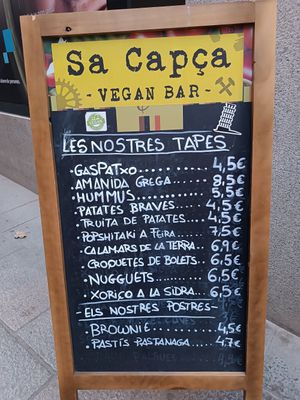 Sa Capça
- VEGAN BAR -
LES NOSTRES TAPES
• GASPATXO........ 4,5€
• AMANIDA GREGA...... 8,5€
• HUMMUS........ 5,5€
• PATATES BRAVES..... 4,5€
• TRUITA DE PATATES... 4,5€
• POPSHITAKI A FEIRA.. 7,5€
• CALAMARS DE LA TERRA.. 6,9€
• CROQUETES DE BOLETS.. 6,5€
• NUGGUETS......... 6,5€
• XORIÇO A LA SIDRA... 6,5€
- ELS NOSTRES POSTRES-
• BROWNIE......... 4,5€
• PASTÍS PASTANAGA.... 4,7€